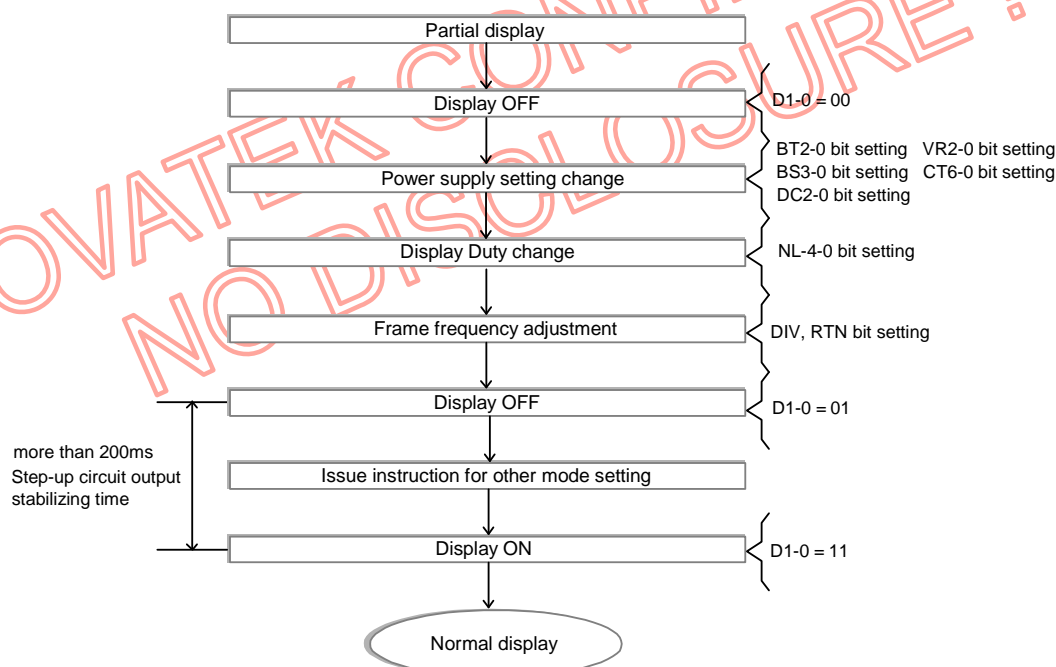 Partial display
Display OFF
D1-0 = 00
BT2-0 bit setting VR2-0 bit setting
BS3-0 bit setting CT6-0 bit setting
DC2-0 bit setting
Power supply setting change
Display Duty change
NL-4-0 bit setting
Frame frequency adjustment
DIV, RTN bit setting
Display OFF
D1-0 = 01
more than 200ms
Step-up circuit output
stabilizing time
Issue instruction for other mode setting
Display ON
D1-0 = 11
Normal display
NO DISCLOSURE !